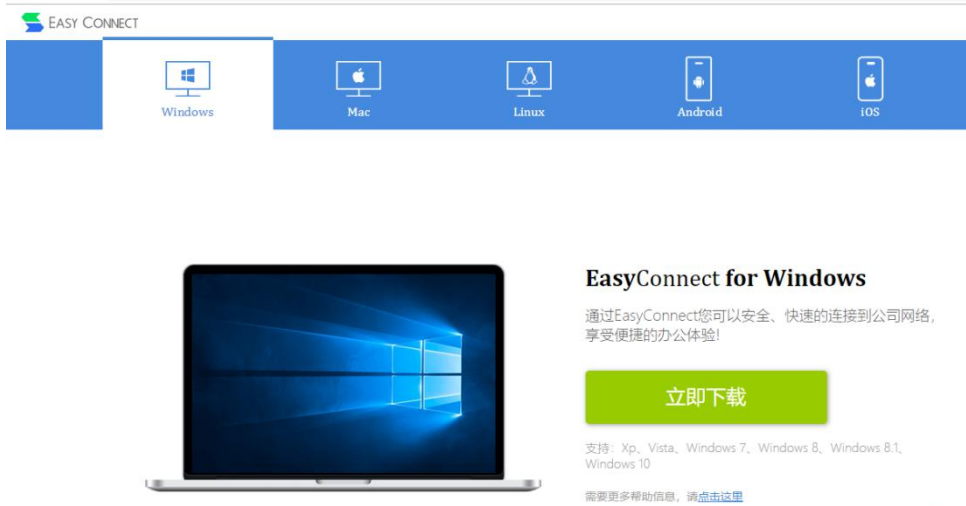 EASY CONNECT
Windows
Mac
Linux
Android
iOS
EasyConnect for Windows
通过EasyConnect您可以安全、快速的连接到公司网络，
享受便捷的办公体验!
立即下载
支持：Xp、Vista、Windows 7、Windows 8、Windows 8.1、
Windows 10
需要更多帮助信息，请点击这里